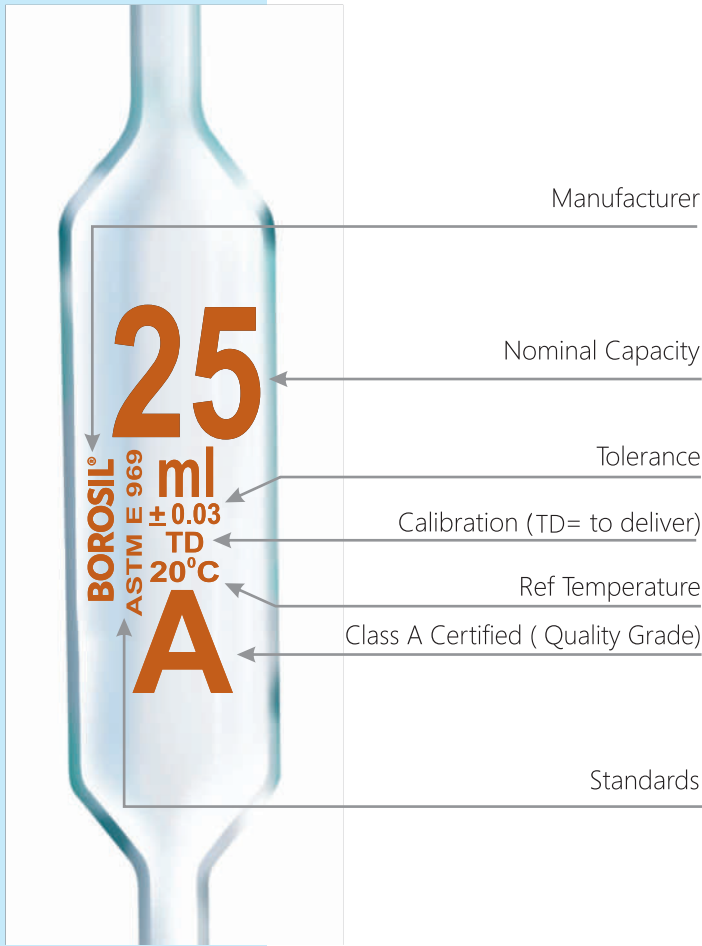 Manufacturer
25
Nominal Capacity
ml
Tolerance
± 0.03
Calibration (TD= to deliver)
TD
20°C
Ref Temperature
A
Class A Certified ( Quality Grade)
BOROSIL®
ASTM E 969
Standards